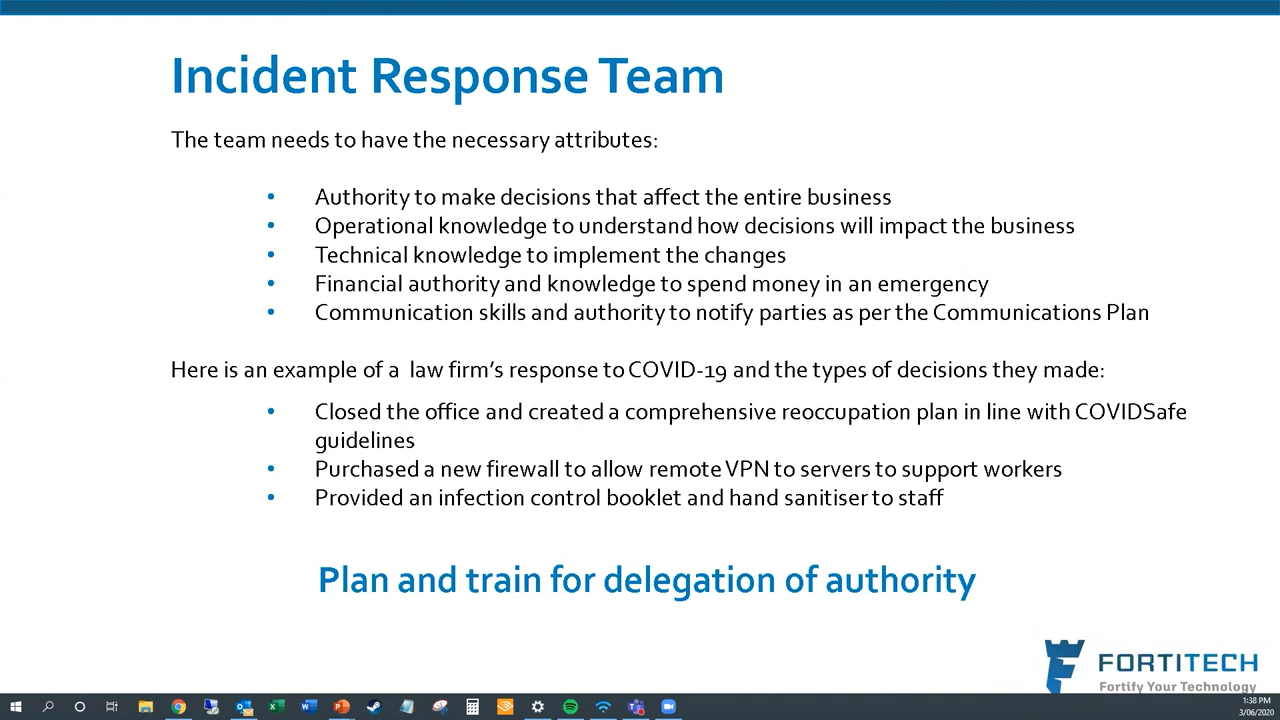 Incident Response Team
The team needs to have the necessary attributes:
• Authority to make decisions that affect the entire business
• Operational knowledge to understand how decisions will impact the business
• Technical knowledge to implement the changes
• Financial authority and knowledge to spend money in an emergency
• Communication skills and authority to notify parties as per the Communications Plan
Here is an example of a law firm’s response to COVID-19 and the types of decisions they made:
• Closed the office and created a comprehensive reoccupation plan in line with COVIDSafe
guidelines
• Purchased a new firewall to allow remote VPN to servers to support workers
• Provided an infection control booklet and hand sanitiser to staff
Plan and train for delegation of authority
FORTITECH
Fortify Your Technology
1:38 PM
3/06/2020